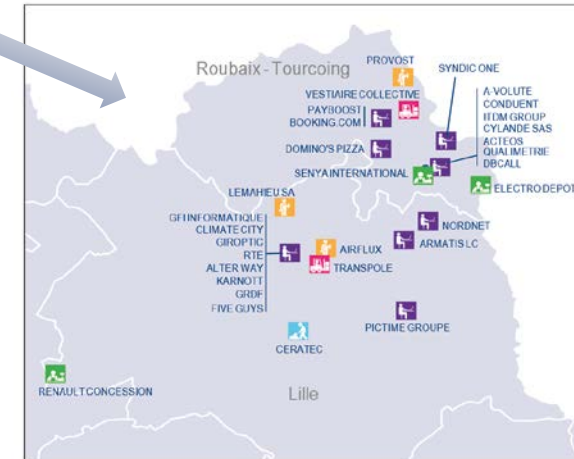 PROVOST
Roubaix - Tourcoing
SYNDIC ONE
VESTIAIRE COLLECTIVE
PAYBOOST
BOOKING.COM
A-VOLUTE
CONDUENT
ITDM GROUP
CYLANDE SAS
ACTEOS
QUALIMETRIE
DBCALL
DOMINO'S PIZZA
SENYA INTERNATIONAL
ELECTRO DEPOT
LEMAHIEU SA
GFI INFORMATIQUE
CLIMATE CITY
GIROPTIC
RTE
ALTER WAY
KARNOTT
GRDF
FIVE GUYS
NORDNET
ARMATIS LC
AIRFLUX
TRANSPOLE
PICTIME GROUPE
CERATEC
RENAULT CONCESSION
Lille